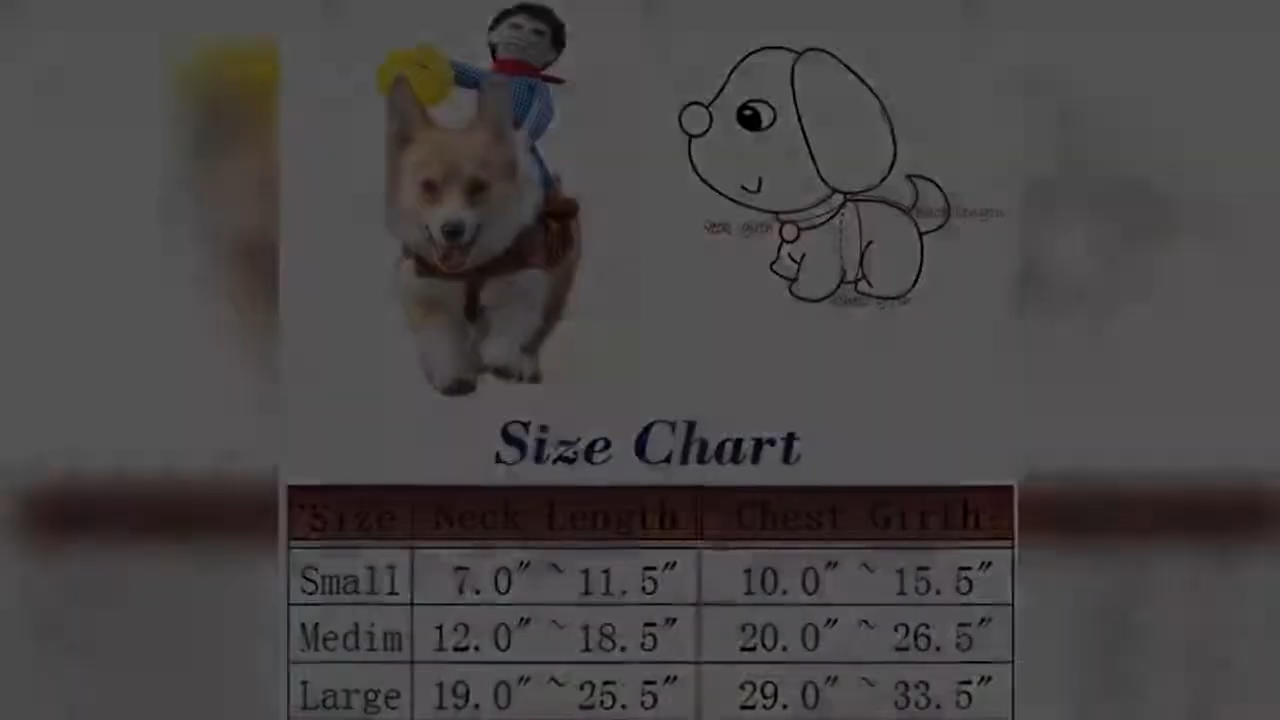 Size Chart
Size Neck Length Chest Girth
Small 7.0″ ~ 11.5″ 10.0″ ~ 15.5″
Medim 12.0″ ~ 18.5″ 20.0″ ~ 26.5″
Large 19.0″ ~ 25.5″ 29.0″ ~ 33.5″